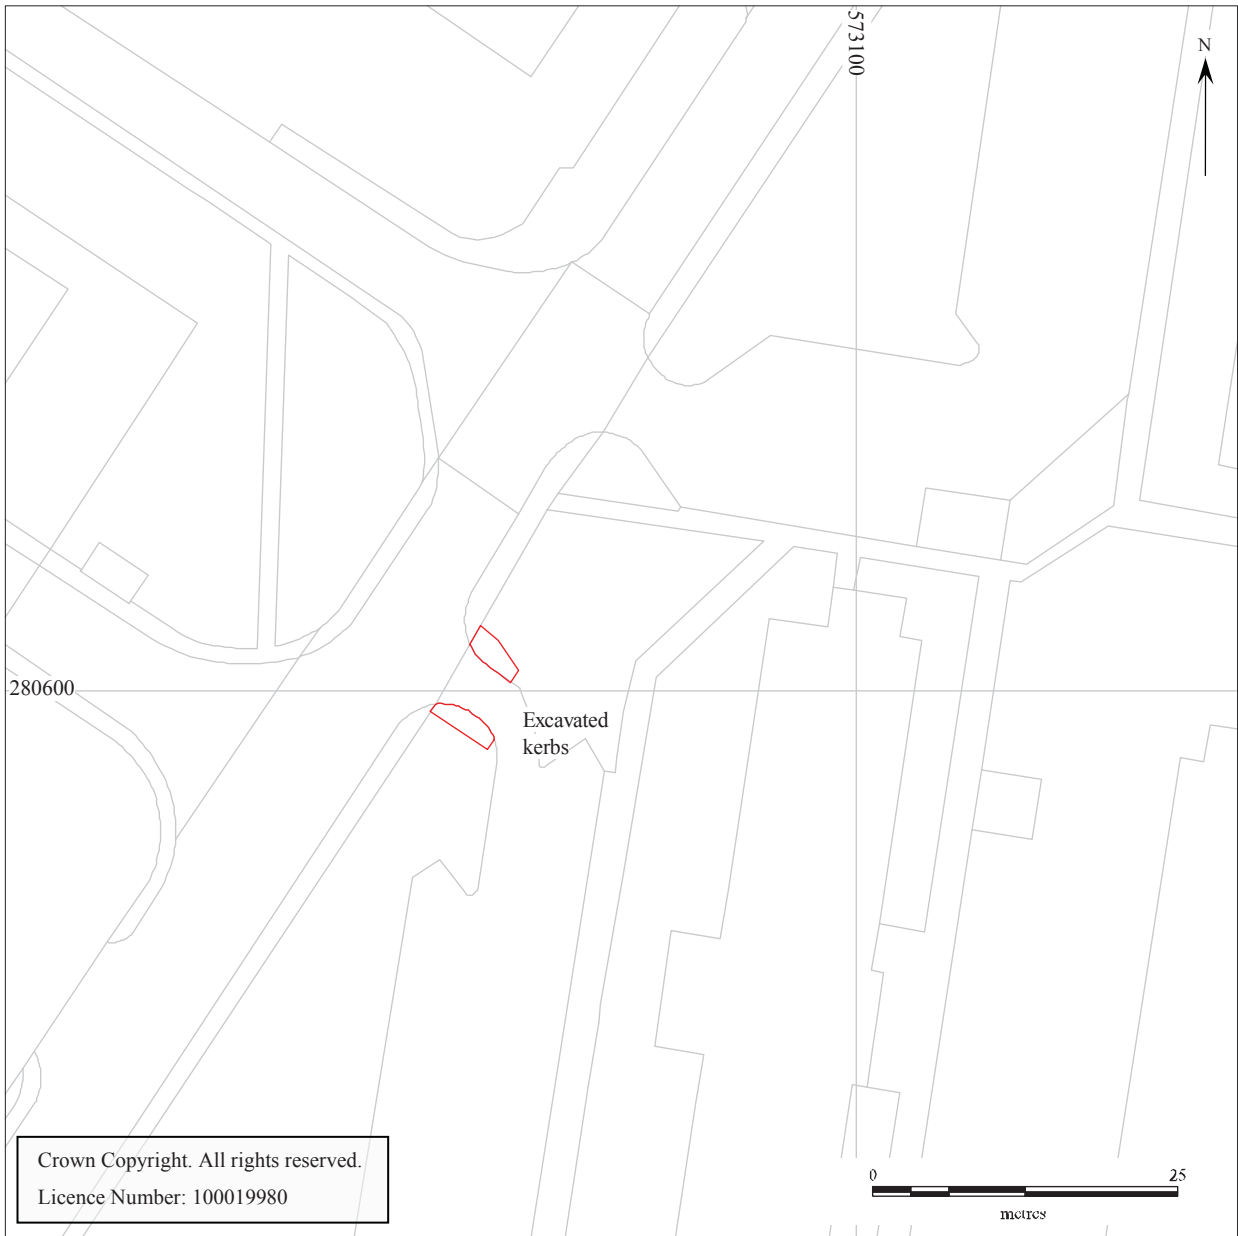 573100
N
280600
Excavated
kerbs
Crown Copyright. All rights reserved.
Licence Number: 100019980
0 25
metres